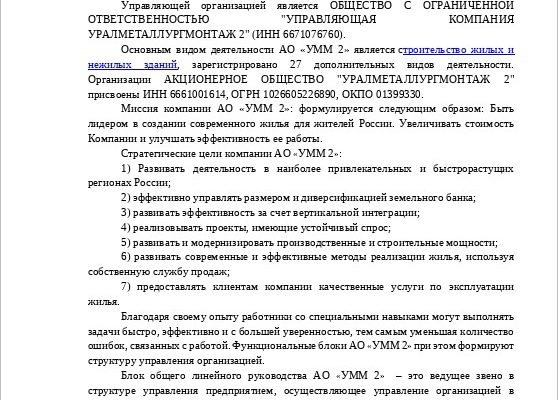 Управляющей организацией является ОБЩЕСТВО С ОГРАНИЧЕННОЙ
ОТВЕТСТВЕННОСТЬЮ "УПРАВЛЯЮЩАЯ КОМПАНИЯ
УРАЛМЕТАЛЛУРГМОНТАЖ 2" (ИНН 6671076760).
Основным видом деятельности АО «УММ 2» является строительство жилых и
нежилых зданий, зарегистрировано 27 дополнительных видов деятельности.
Организации АКЦИОНЕРНОЕ ОБЩЕСТВО "УРАЛМЕТАЛЛУРГМОНТАЖ 2"
присвоены ИНН 6661001614, ОГРН 1026605226890, ОКПО 01399330.
Миссия компании АО «УММ 2»: формулируется следующим образом: Быть
лидером в создании современного жилья для жителей России. Увеличивать стоимость
Компании и улучшать эффективность ее работы.
Стратегические цели компании АО «УММ 2»:
1) Развивать деятельность в наиболее привлекательных и быстрорастущих
регионах России;
2) эффективно управлять размером и диверсификацией земельного банка;
3) развивать эффективность за счет вертикальной интеграции;
4) реализовывать проекты, имеющие устойчивый спрос;
5) развивать и модернизировать производственные и строительные мощности;
6) развивать современные и эффективные методы реализации жилья, используя
собственную службу продаж;
7) предоставлять клиентам компании качественные услуги по эксплуатации
жилья.
Благодаря своему опыту работники со специальными навыками могут выполнять
задачи быстро, эффективно и с большей уверенностью, тем самым уменьшая количество
ошибок, связанных с работой. Функциональные блоки АО «УММ 2» при этом формируют
структуру управления организацией.
Блок общего линейного руководства АО «УММ 2» – это ведущее звено в
структуре управления предприятием, осуществляющее управление организацией в